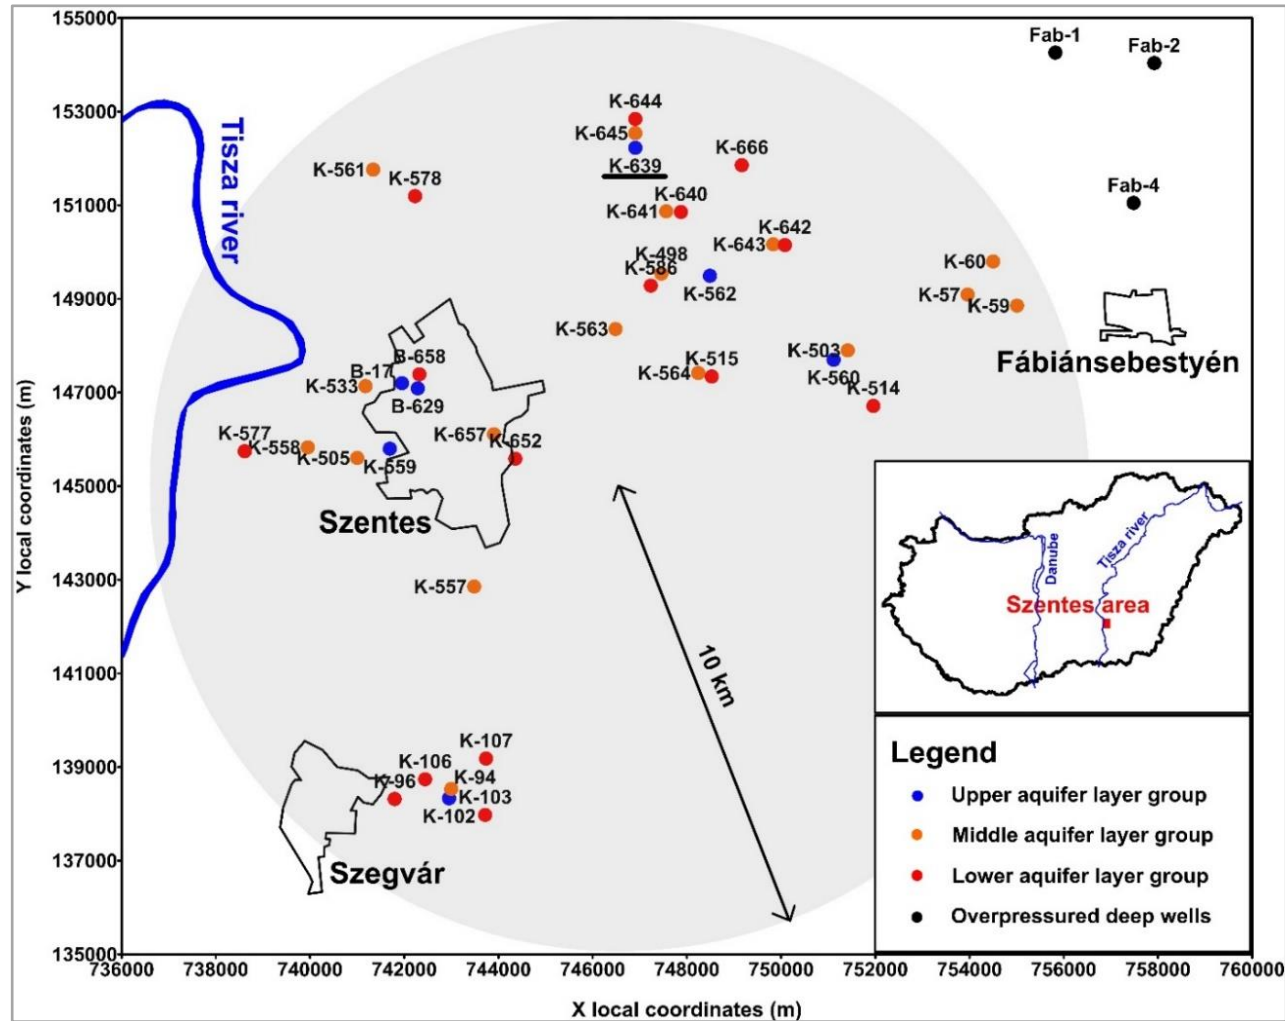 155000
153000
151000
149000
147000
145000
143000
141000
139000
137000
135000
Y local coordinates (m)
736000
738000
740000
742000
744000
746000
748000
750000
752000
754000
756000
758000
760000
X local coordinates (m)
Tisza river
Fab-1
Fab-2
Fab-4
K-644
K-645
K-639
K-666
K-561
K-578
K-640
K-641
K-642
K-643
K-498
K-586
K-562
K-60
K-57
K-59
K-563
K-503
K-560
K-515
K-564
K-514
Fábiánsebestyén
B-658
B-17
K-533
B-629
K-577
K-558
K-505
K-559
K-657
K-652
Szentes
K-557
10 km
K-107
K-106
K-94
K-96
K-103
K-102
Szegvár
Danube
Tisza river
Szentes area
Legend
Upper aquifer layer group
Middle aquifer layer group
Lower aquifer layer group
Overpressured deep wells